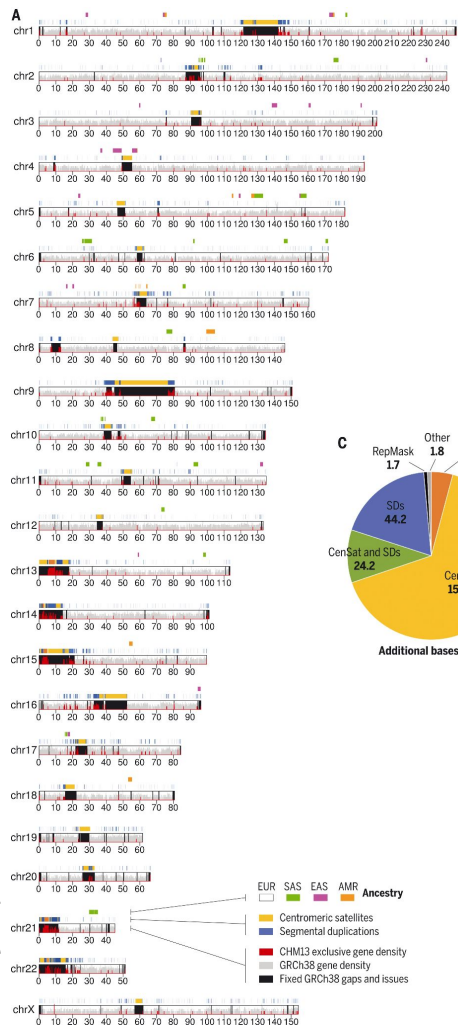 A
chr1
0 10 20 30 40 50 60 70 80 90 100 110 120 130 140 150 160 170 180 190 200 210 220 230 240
chr2
0 10 20 30 40 50 60 70 80 90 100 110 120 130 140 150 160 170 180 190 200 210 220 230 240
chr3
0 10 20 30 40 50 60 70 80 90 100 110 120 130 140 150 160 170 180 190 200
chr4
0 10 20 30 40 50 60 70 80 90 100 110 120 130 140 150 160 170 180 190
chr5
0 10 20 30 40 50 60 70 80 90 100 110 120 130 140 150 160 170 180
chr6
0 10 20 30 40 50 60 70 80 90 100 110 120 130 140 150 160 170
chr7
0 10 20 30 40 50 60 70 80 90 100 110 120 130 140 150 160
chr8
0 10 20 30 40 50 60 70 80 90 100 110 120 130 140
chr9
0 10 20 30 40 50 60 70 80 90 100 110 120 130 140 150
chr10
0 10 20 30 40 50 60 70 80 90 100 110 120 130
chr11
0 10 20 30 40 50 60 70 80 90 100 110 120 130
chr12
0 10 20 30 40 50 60 70 80 90 100 110 120 130
chr13
0 10 20 30 40 50 60 70 80 90 100 110
chr14
0 10 20 30 40 50 60 70 80 90 100
chr15
0 10 20 30 40 50 60 70 80 90
chr16
0 10 20 30 40 50 60 70 80 90
chr17
0 10 20 30 40 50 60 70 80
chr18
0 10 20 30 40 50 60 70 80
chr19
0 10 20 30 40 50 60
chr20
0 10 20 30 40 50 60
chr21
0 10 20 30 40
chr22
0 10 20 30 40 50
chrX
0 10 20 30 40 50 60 70 80 90 100 110 120 130 140 150
C
Other
1.8
RepMask
1.7
SDs
44.2
CenSat and SDs
24.2
Cen
15
Additional bases
EUR SAS EAS AMR Ancestry
Centromeric satellites
Segmental duplications
CHM13 exclusive gene density
GRCh38 gene density
Fixed GRCh38 gaps and issues